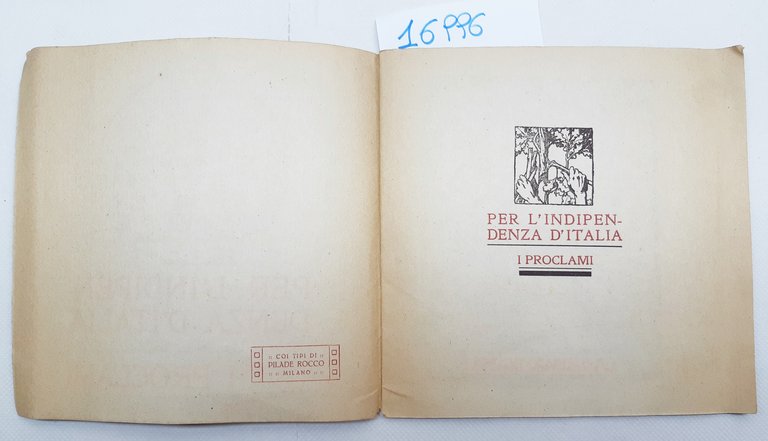 16996
PER L'INDIPEN-
DENZA D'ITALIA
I PROCLAMI
:: COI TIPI DI ::
PILADE ROCCO
:: :: MILANO :: ::